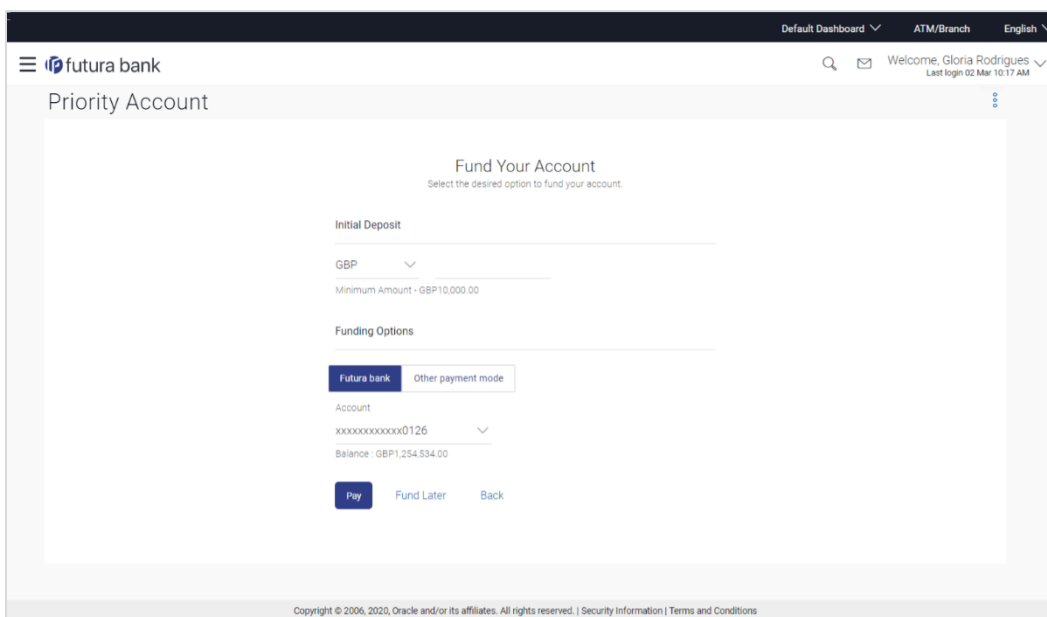 Default Dashboard ATM/Branch English
futura bank Welcome, Gloria Rodrigues
Last login 02 Mar 10:17 AM
Priority Account
Fund Your Account
Select the desired option to fund your account.
Initial Deposit
GBP
Minimum Amount - GBP10,000.00
Funding Options
Futura bank Other payment mode
Account
xxxxxxxxxxxx0126
Balance : GBP1,254,534.00
Pay Fund Later Back
Copyright © 2006, 2020, Oracle and/or its affiliates. All rights reserved. | Security Information | Terms and Conditions